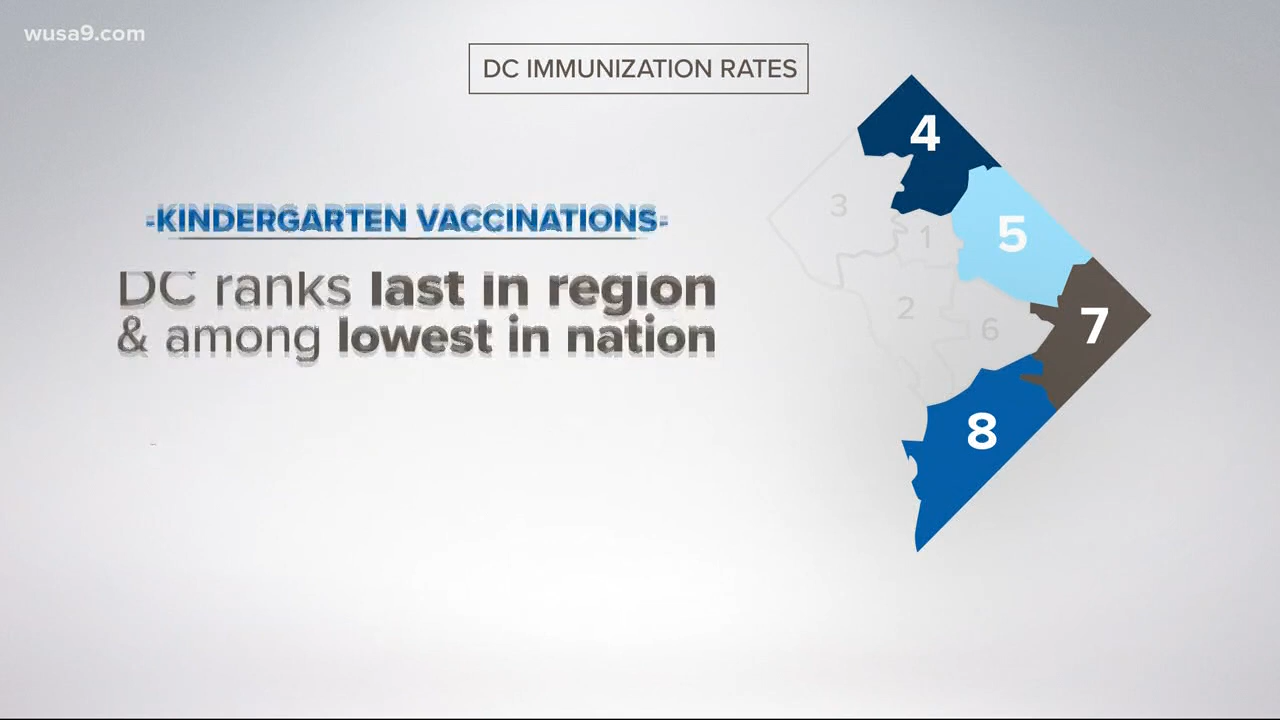 wusa9.com
DC IMMUNIZATION RATES
-KINDERGARTEN VACCINATIONS-
DC ranks last in region
& among lowest in nation
4
3
1
5
2
6
7
8